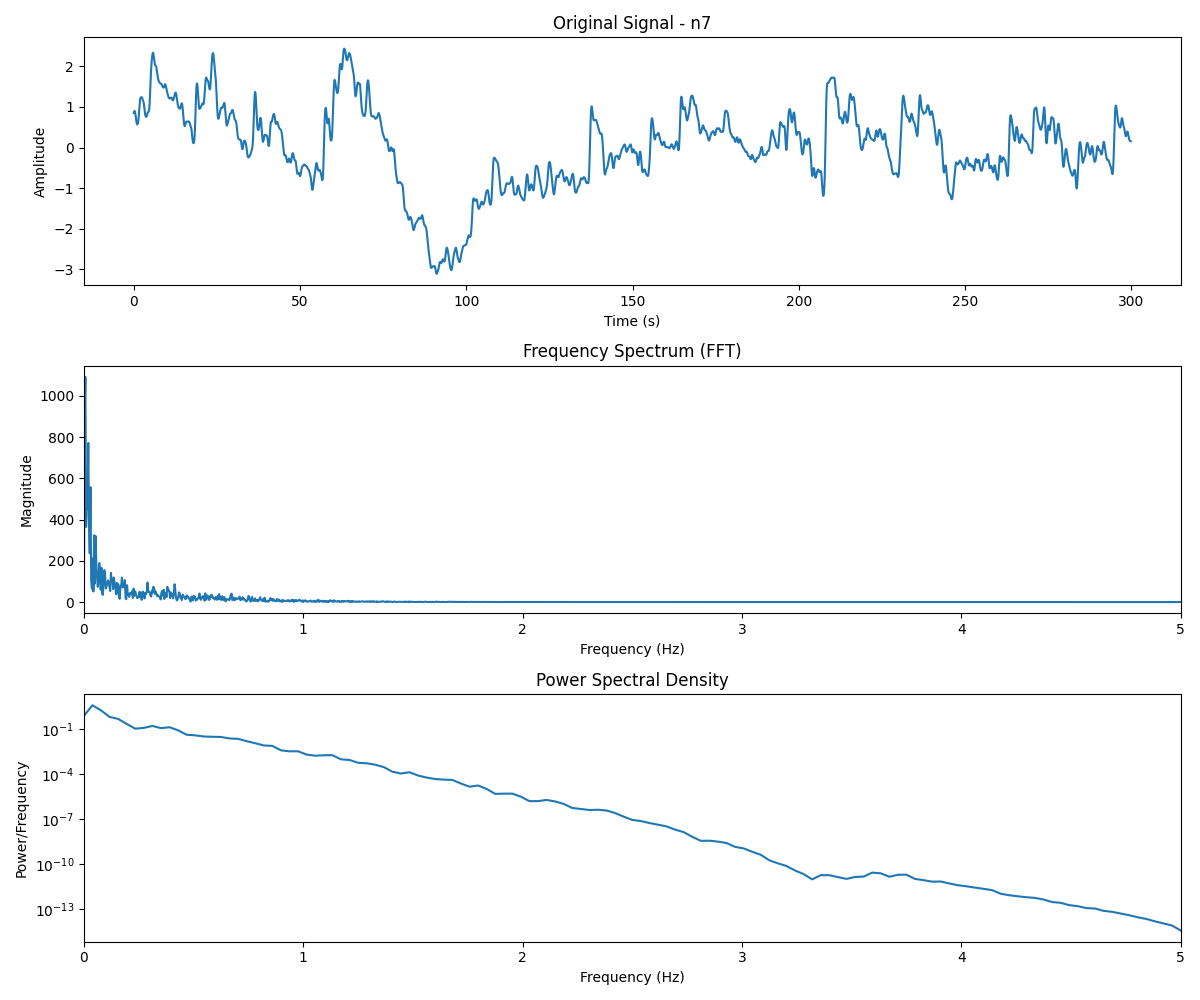 Original Signal - n7
2
1
0
−1
−2
−3
Amplitude
0 50 100 150 200 250 300
Time (s)
Frequency Spectrum (FFT)
1000
800
600
400
200
0
Magnitude
0 1 2 3 4 5
Frequency (Hz)
Power Spectral Density
10⁻¹
10⁻⁴
10⁻⁷
10⁻¹⁰
10⁻¹³
Power/Frequency
0 1 2 3 4 5
Frequency (Hz)